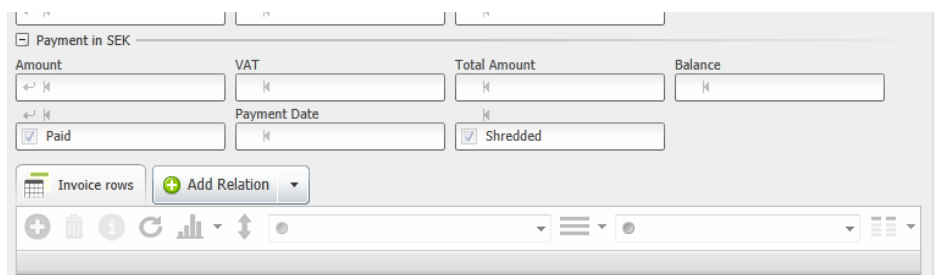 Payment in SEK
Amount VAT Total Amount Balance
Payment Date
Paid Shredded
Invoice rows Add Relation